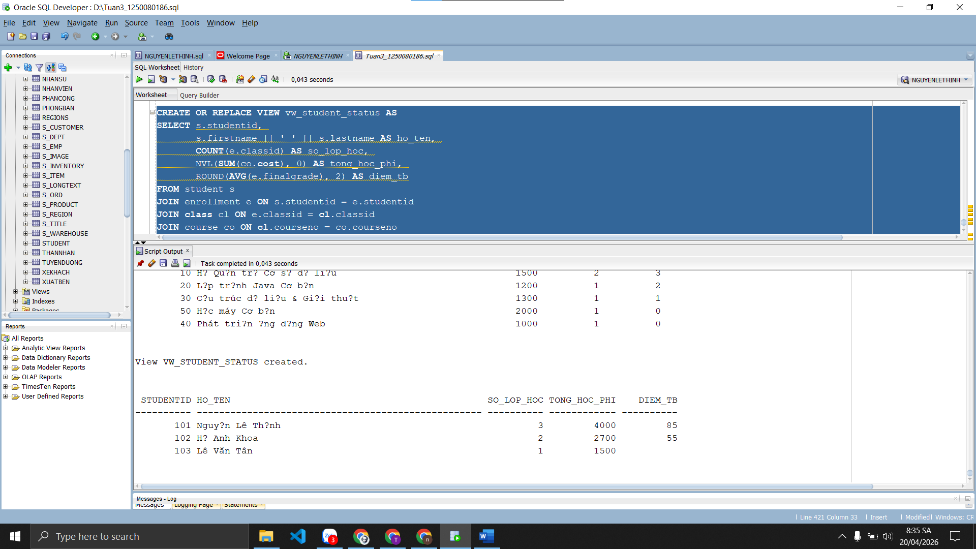 Oracle SQL Developer : D:\Tuan3_1250080186.sql
File Edit View Navigate Run Source Team Tools Window Help
Connections
NHANSU
NHANVIEN
PHANCONG
PHONGBAN
REGIONS
S_CUSTOMER
S_DEPT
S_EMP
S_IMAGE
S_INVENTORY
S_ITEM
S_LONGTEXT
S_ORD
S_PRODUCT
S_REGION
S_TITLE
S_WAREHOUSE
STUDENT
THANNHAN
TUYENDUONG
XEKHACH
XUATBEN
Views
Indexes
Packages
Reports
All Reports
Analytic View Reports
Data Dictionary Reports
Data Modeler Reports
OLAP Reports
TimesTen Reports
User Defined Reports
NGUYENLETHINH.sql Welcome Page NGUYENLETHINH Tuan3_1250080186.sql
SQL Worksheet History
0,043 seconds
NGUYENLETHINH
Worksheet Query Builder
CREATE OR REPLACE VIEW vw_student_status AS
SELECT s.studentid,
s.firstname || ' ' || s.lastname AS ho_ten,
COUNT(e.classid) AS so_lop_hoc,
NVL(SUM(co.cost), 0) AS tong_hoc_phi,
ROUND(AVG(e.finalgrade), 2) AS diem_tb
FROM student s
JOIN enrollment e ON s.studentid = e.studentid
JOIN class cl ON e.classid = cl.classid
JOIN course co ON cl.courseno = co.courseno
Script Output
Task completed in 0,043 seconds
10 H? Qu?n tr? Cơ s? d? li?u 1500 2 3
20 L?p tr?nh Java Cơ b?n 1200 1 2
30 C?u trúc d? li?u & Gi?i thu?t 1300 1 1
50 H?c máy Cơ b?n 2000 1 0
40 Phát tri?n ?ng d?ng Web 1000 1 0
View VW_STUDENT_STATUS created.
STUDENTID HO_TEN SO_LOP_HOC TONG_HOC_PHI DIEM_TB
---------- --------------------------------------------------- ---------- ------------ ----------
101 Nguy?n Lê Th?nh 3 4000 85
102 H? Anh Khoa 2 2700 55
103 Lê Văn Tân 1 1500
Messages - Log
Messages Logging Page Statements
Line 421 Column 33 Insert Modified Windows: CR
Type here to search
8:35 SA
20/04/2026